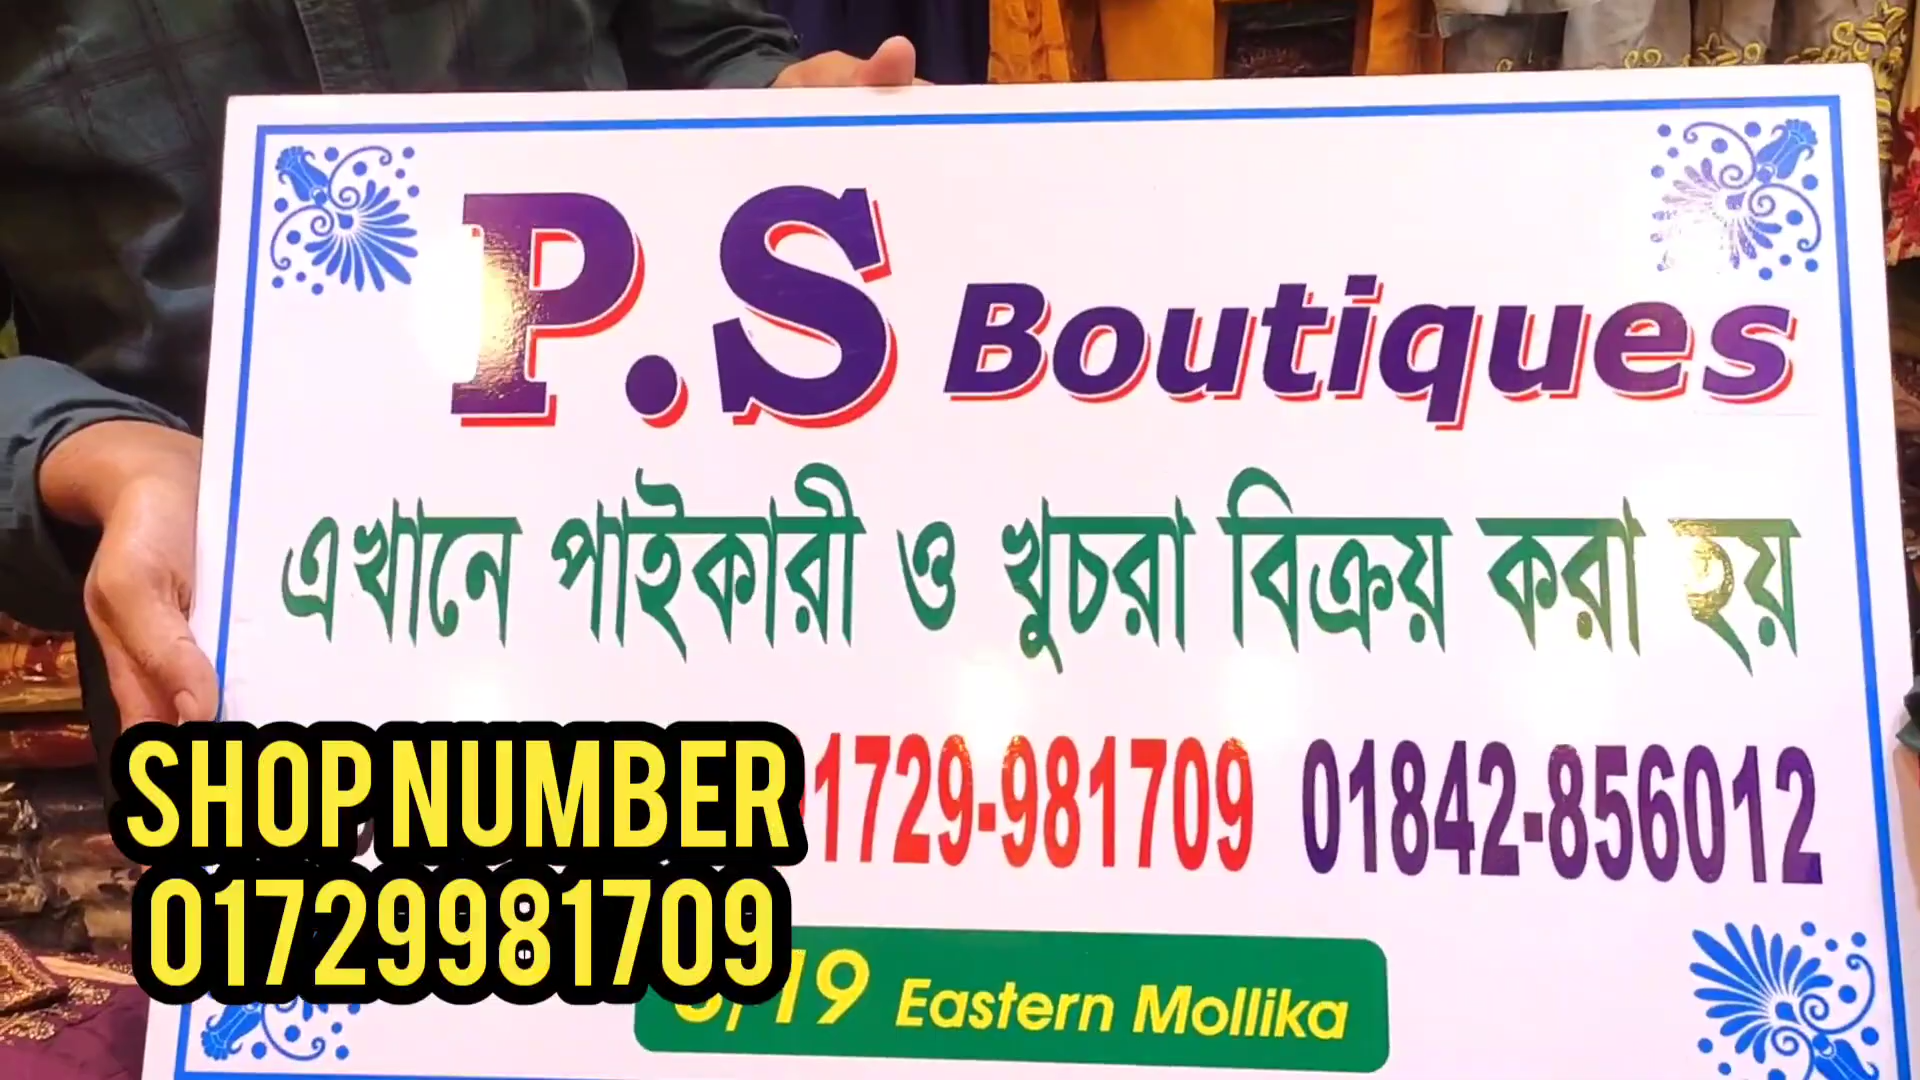 P.S Boutiques
এখানে পাইকারী ও খুচরা বিক্রয় করা হয়
1729-981709 01842-856012
SHOP NUMBER
01729981709
/19 Eastern Mollika